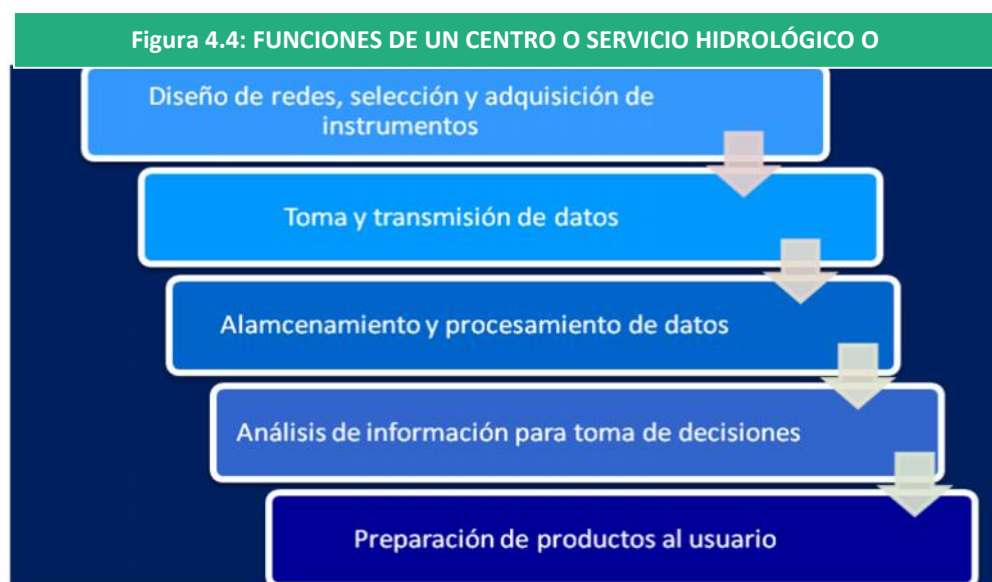 Figura 4.4: FUNCIONES DE UN CENTRO O SERVICIO HIDROLÓGICO O
Diseño de redes, selección y adquisición de
instrumentos
Toma y transmisión de datos
Alamcenamiento y procesamiento de datos
Análisis de información para toma de decisiones
Preparación de productos al usuario